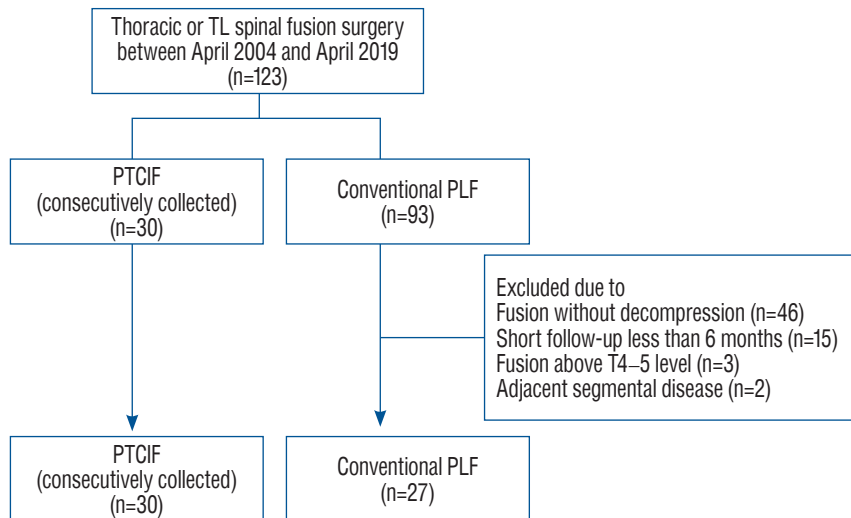 Thoracic or TL spinal fusion surgery
between April 2004 and April 2019
(n=123)
PTCIF
(consecutively collected)
(n=30)
Conventional PLF
(n=93)
Excluded due to
Fusion without decompression (n=46)
Short follow-up less than 6 months (n=15)
Fusion above T4–5 level (n=3)
Adjacent segmental disease (n=2)
PTCIF
(consecutively collected)
(n=30)
Conventional PLF
(n=27)